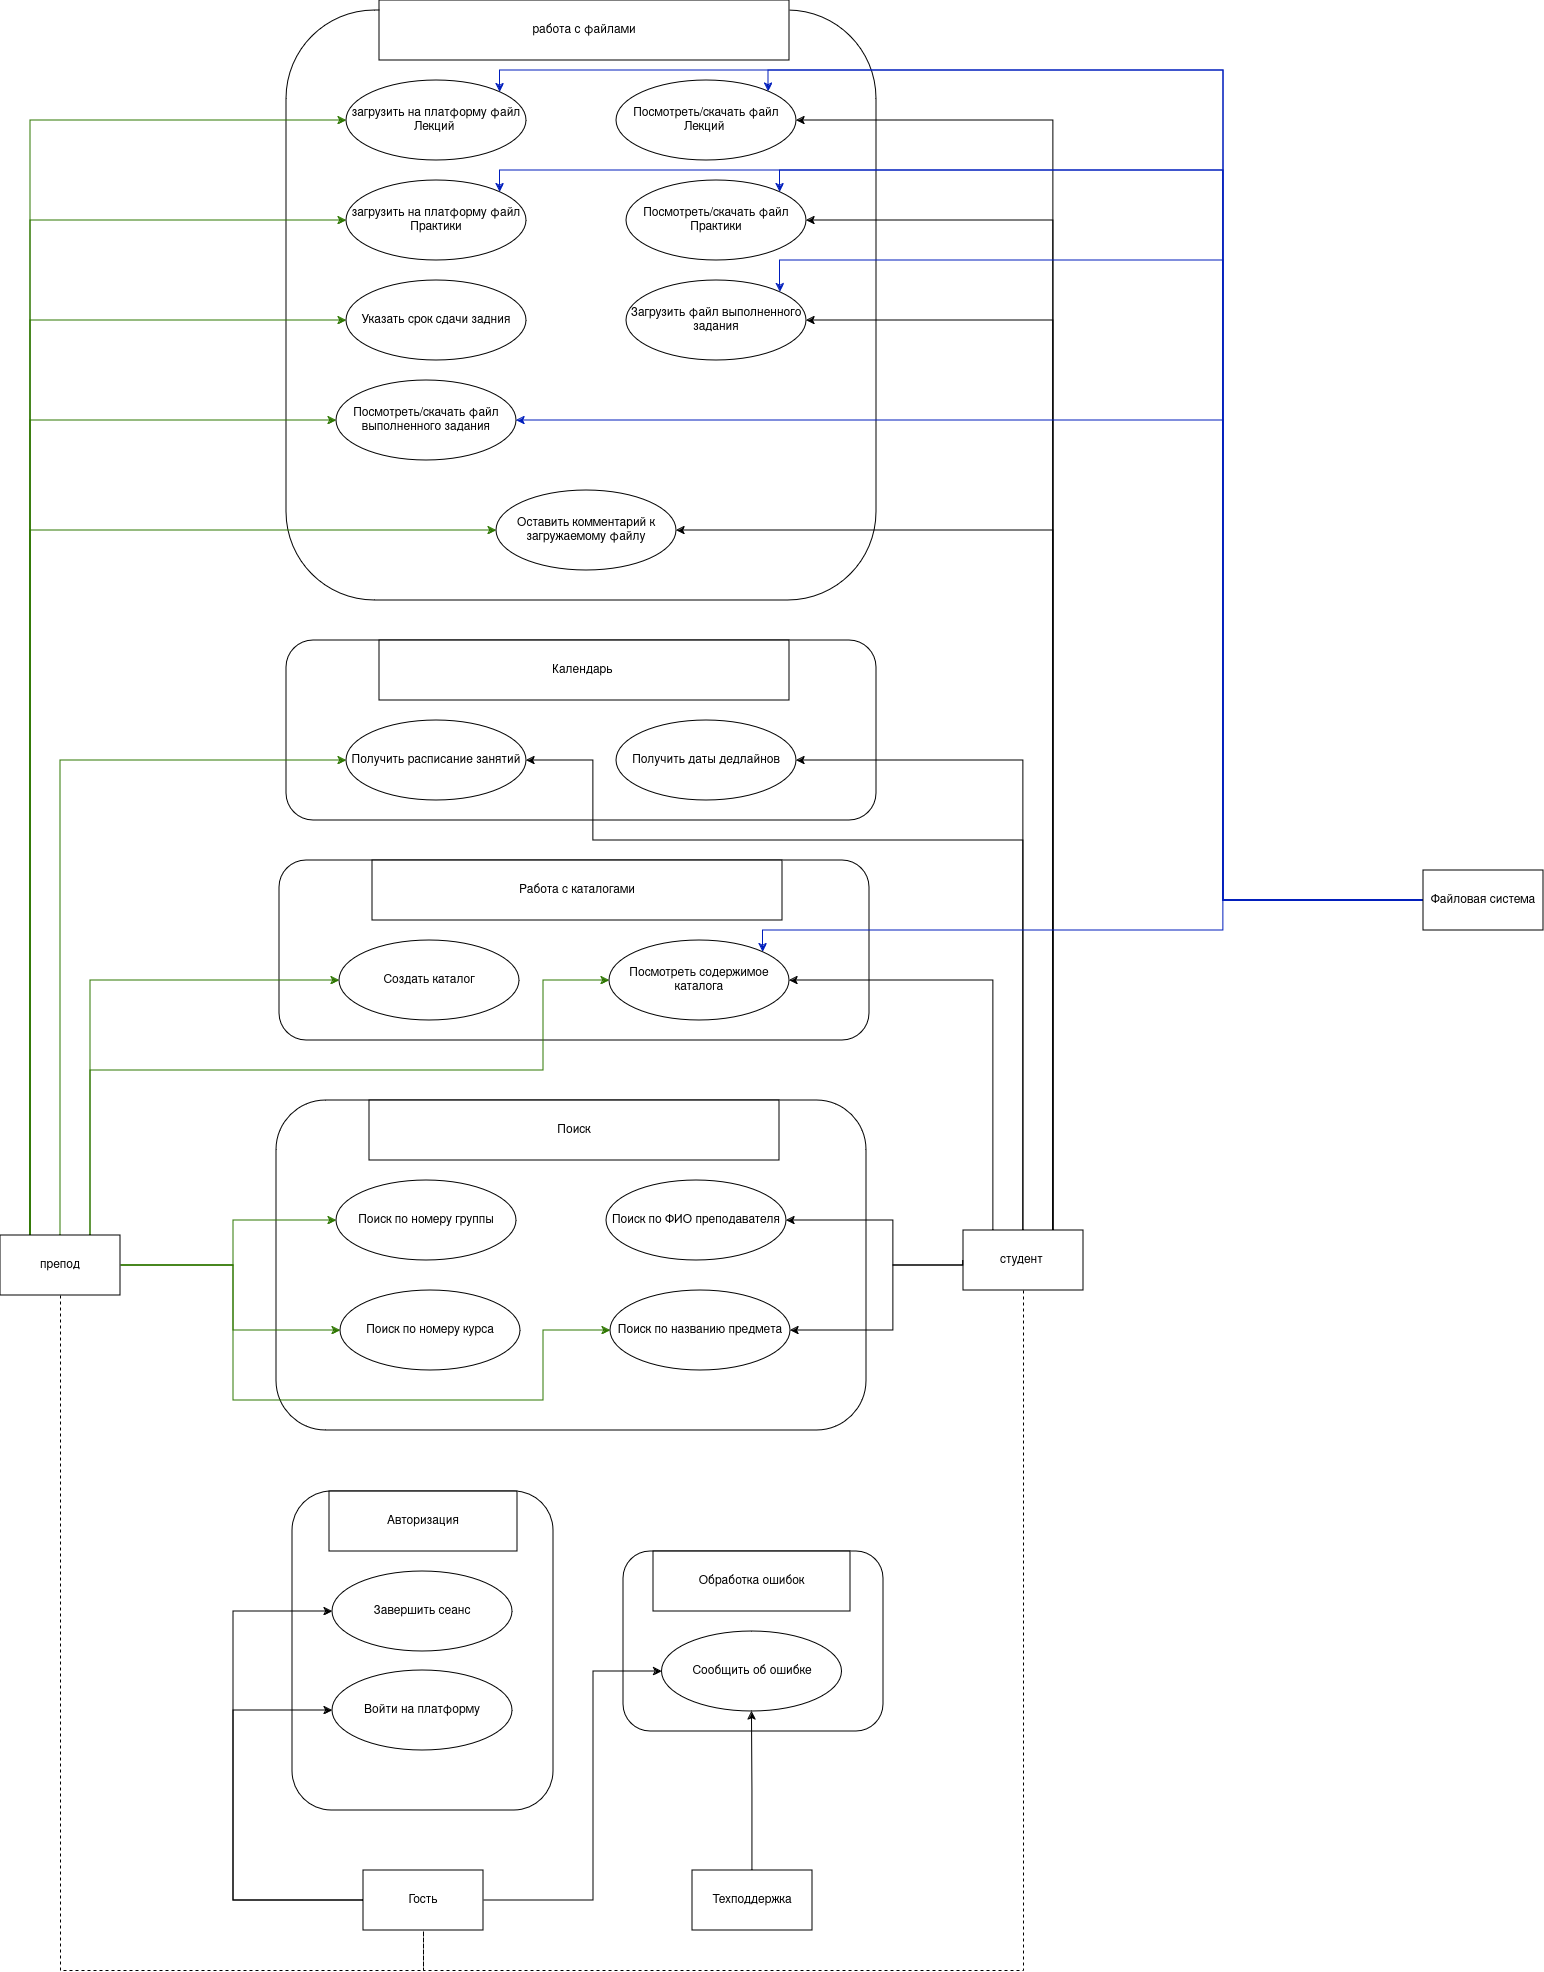 работа с файлами
загрузить на платформу файл
Лекций
Посмотреть/скачать файл
Лекций
загрузить на платформу файл
Практики
Посмотреть/скачать файл
Практики
Указать срок сдачи задния
Загрузить файл выполненного
задания
Посмотреть/скачать файл
выполненного задания
Оставить комментарий к
загружаемому файлу
Календарь
Получить расписание занятий
Получить даты дедлайнов
Работа с каталогами
Файловая система
Создать каталог
Посмотреть содержимое
каталога
Поиск
Поиск по номеру группы
Поиск по ФИО преподавателя
препод
студент
Поиск по номеру курса
Поиск по названию предмета
Авторизация
Обработка ошибок
Завершить сеанс
Сообщить об ошибке
Войти на платформу
Гость
Техподдержка